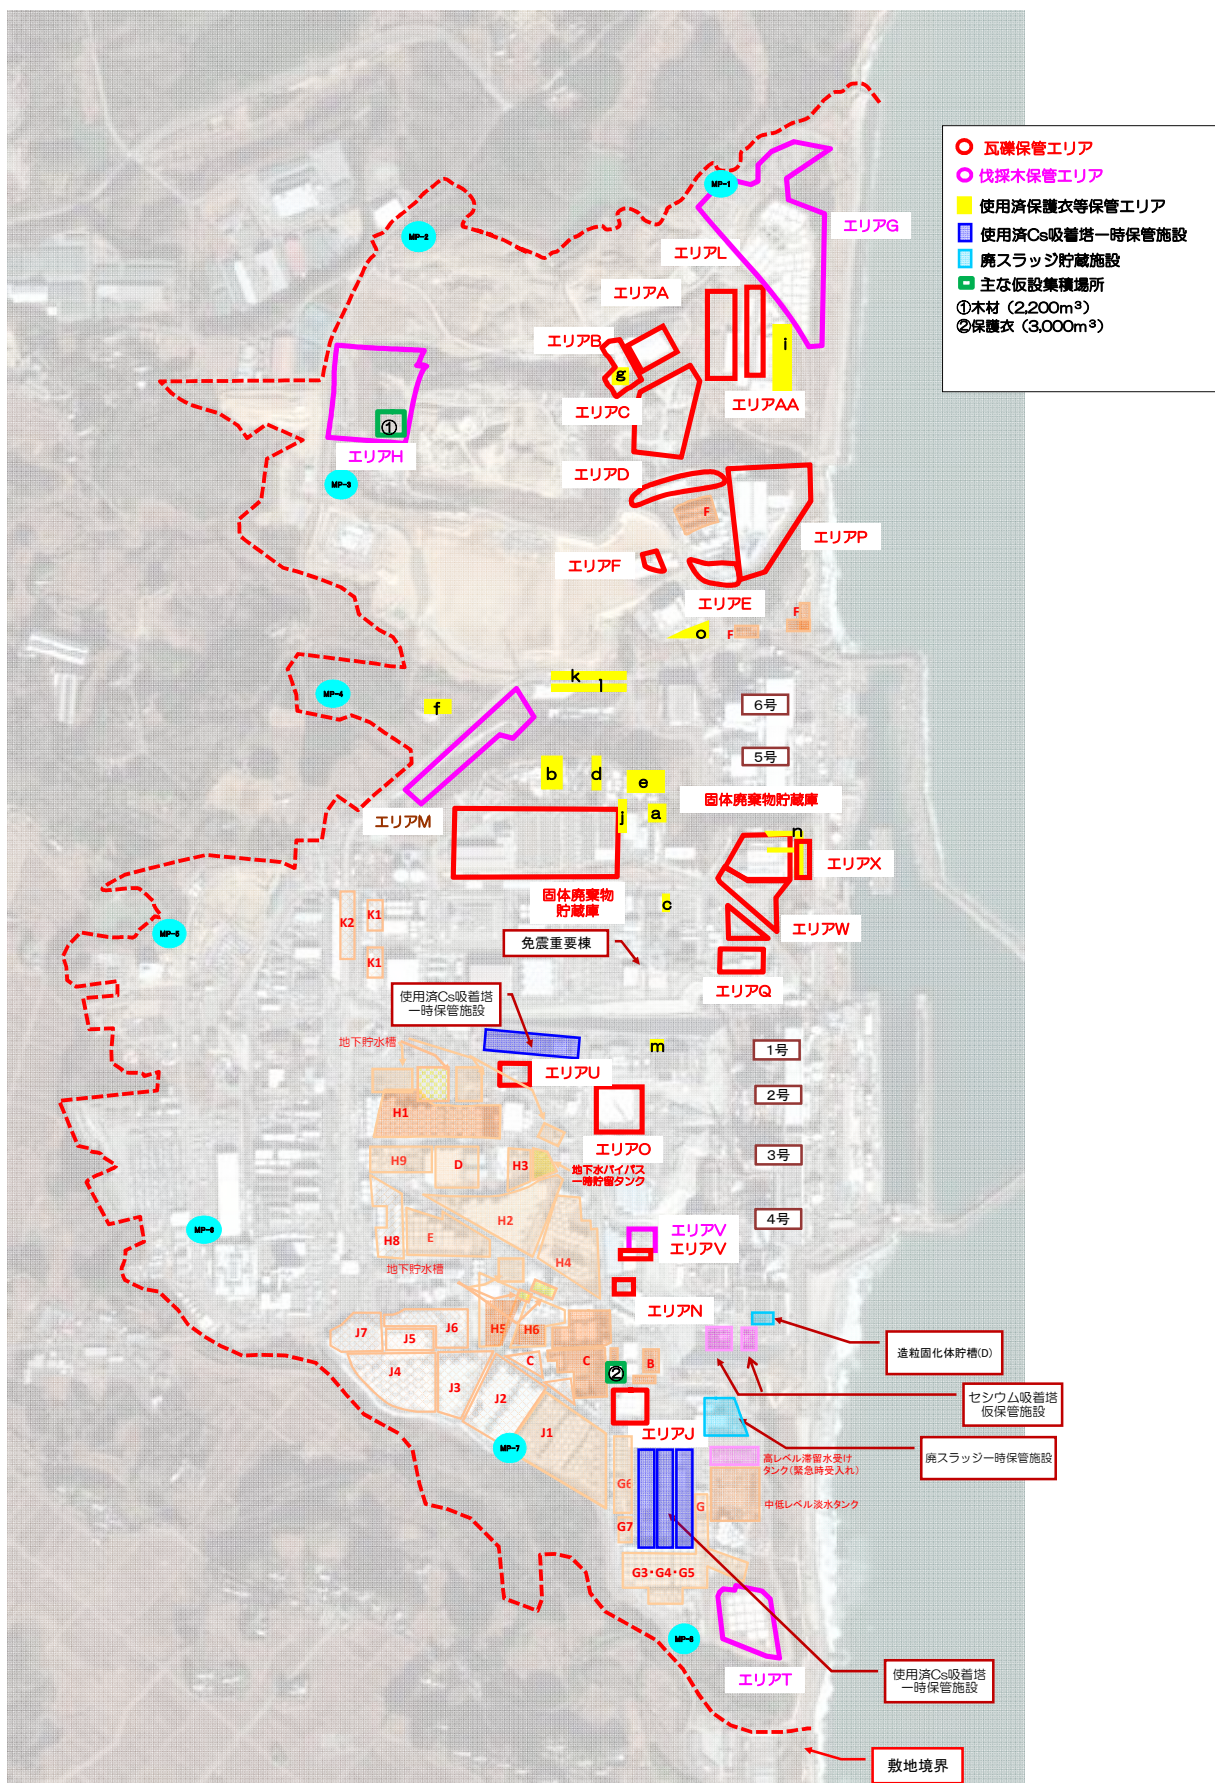 瓦礫保管エリア
伐採木保管エリア
使用済保護衣等保管エリア
使用済Cs吸着塔一時保管施設
廃スラッジ貯蔵施設
主な仮設集積場所
①木材（2,200m³）
②保護衣（3,000m³）
MP-1
エリアG
MP-2
エリアL
エリアA
エリアB
i
g
エリアC
エリアAA
①
エリアH
エリアD
MP-3
F
エリアP
エリアF
エリアE
F
o
F
k
l
MP-4
f
6号
5号
b
d
e
固体廃棄物貯蔵庫
j
a
エリアM
n
エリアX
固体廃棄物
貯蔵庫
c
K2
K1
エリアW
MP-5
免震重要棟
K1
エリアQ
使用済Cs吸着塔
一時保管施設
地下貯水槽
m
1号
エリアU
2号
H1
エリアO
3号
H9
D
H3
地下水バイパス
一時貯留タンク
4号
H2
MP-6
エリアV
H8
E
エリアV
H4
地下貯水槽
エリアN
J7
J5
J6
H5
H6
造粒固化体貯槽(D)
C
C
B
J4
②
J3
J2
セシウム吸着塔
仮保管施設
J1
エリアJ
MP-7
廃スラッジ一時保管施設
高レベル滞留水受け
タンク(緊急時受入れ)
G6
G
中低レベル淡水タンク
G7
G3・G4・G5
MP-8
エリアT
使用済Cs吸着塔
一時保管施設
敷地境界